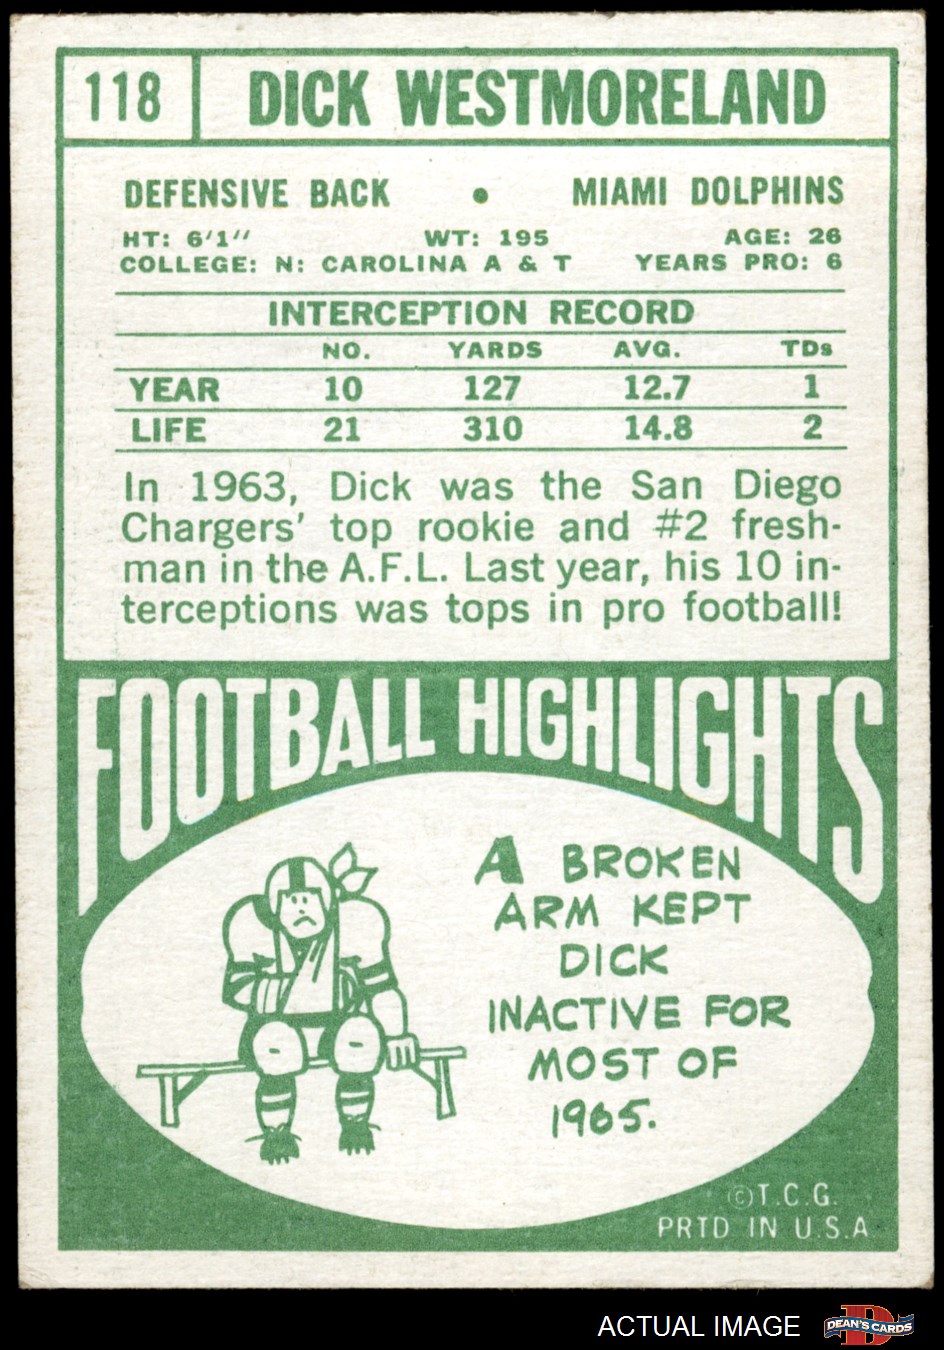 118 DICK WESTMORELAND
DEFENSIVE BACK • MIAMI DOLPHINS
HT: 6'1" WT: 195 AGE: 26
COLLEGE: N: CAROLINA A & T YEARS PRO: 6
INTERCEPTION RECORD
NO. YARDS AVG. TDs
YEAR 10 127 12.7 1
LIFE 21 310 14.8 2
In 1963, Dick was the San Diego
Chargers' top rookie and #2 fresh-
man in the A.F.L. Last year, his 10 in-
terceptions was tops in pro football!
FOOTBALL HIGHLIGHTS
A BROKEN
ARM KEPT
DICK
INACTIVE FOR
MOST OF
1965.
©T.C.G.
PRTD IN U.S.A
ACTUAL IMAGE
D
DEAN'S CARDS